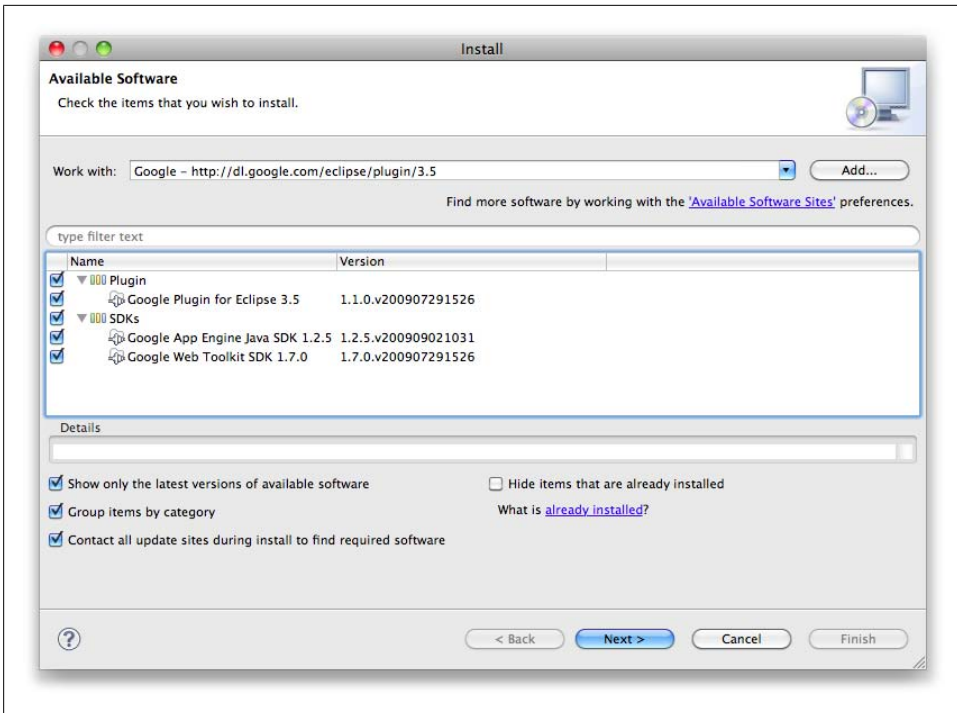 Install
Available Software
Check the items that you wish to install.
Work with: Google – http://dl.google.com/eclipse/plugin/3.5 Add...
Find more software by working with the 'Available Software Sites' preferences.
type filter text
Name Version
Plugin
Google Plugin for Eclipse 3.5 1.1.0.v200907291526
SDKs
Google App Engine Java SDK 1.2.5 1.2.5.v200909021031
Google Web Toolkit SDK 1.7.0 1.7.0.v200907291526
Details
Show only the latest versions of available software Hide items that are already installed
Group items by category What is already installed?
Contact all update sites during install to find required software
? < Back Next > Cancel Finish